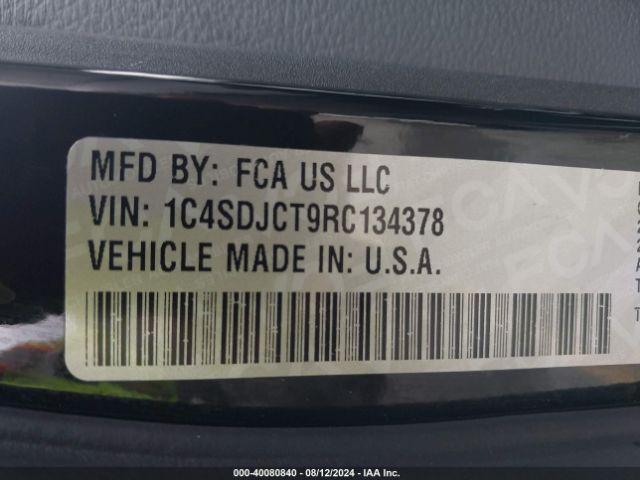 MFD BY: FCA US LLC
VIN: 1C4SDJCT9RC134378
VEHICLE MADE IN: U.S.A.
000-40080840 - 08/12/2024 - IAA Inc.